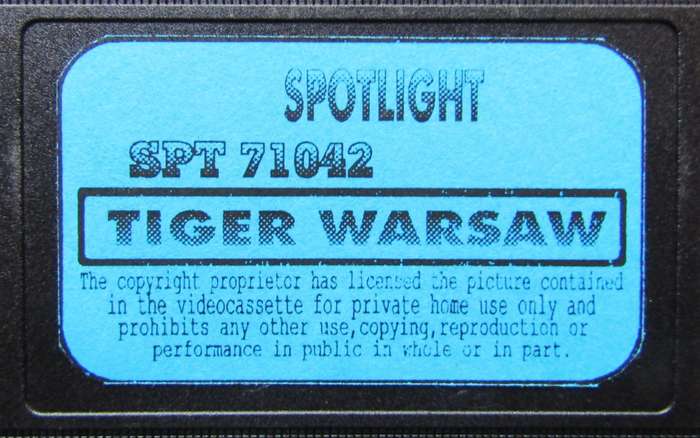 SPOTLIGHT
SPT 71042
TIGER WARSAW
The copyright proprietor has licensed the picture contained
in the videocassette for private home use only and
prohibits any other use,copying,reproduction or
performance in public in whole or in part.